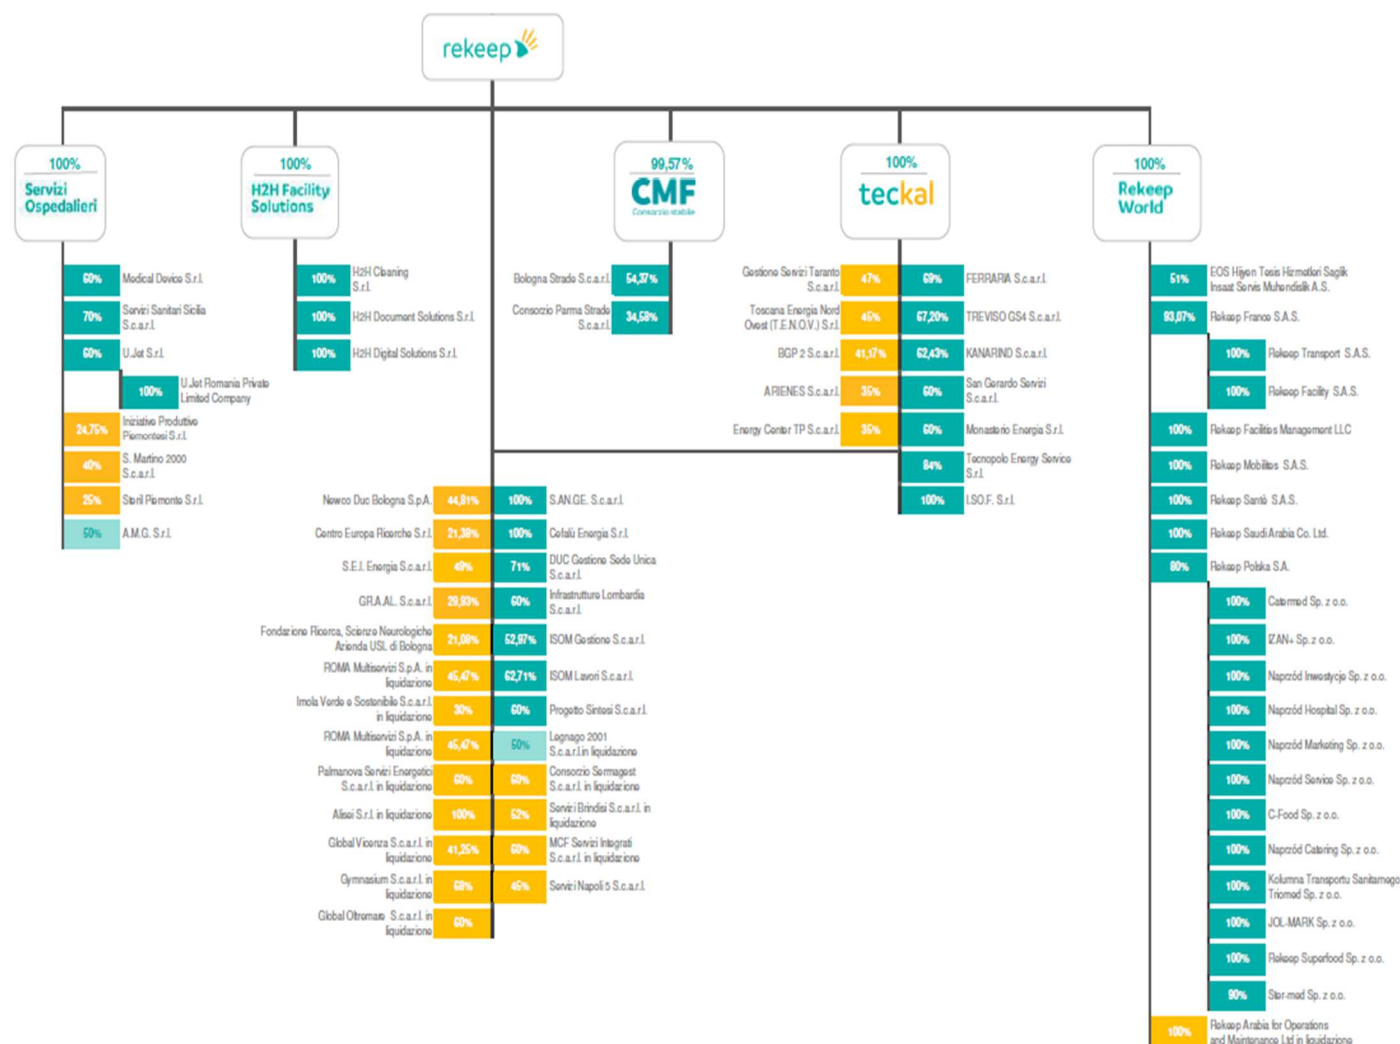 rekeep
100%
Servizi
Ospedalieri
100%
H2H Facility
Solutions
99,57%
CMF
Consorzio stabile
100%
teckal
100%
Rekeep
World
60%
Medical Device S.r.l.
70%
Servizi Sanitari Sicilia
S.c.a.r.l.
60%
U.Jet S.r.l.
100%
U.Jet Romania Private
Limited Company
24,75%
Iniziative Produttive
Piemontesi S.r.l.
40%
S. Martino 2000
S.c.a.r.l.
25%
Steril Piemonte S.r.l.
50%
A.M.G. S.r.l.
100%
H2H Cleaning
S.r.l.
100%
H2H Document Solutions S.r.l.
100%
H2H Digital Solutions S.r.l.
Bologna Strade S.c.a.r.l.
54,37%
Consorzio Parma Strade
S.c.a.r.l.
34,58%
Gestione Servizi Taranto
S.c.a.r.l.
47%
69%
FERRARIA S.c.a.r.l.
Toscana Energia Nord
Ovest (T.E.N.O.V.) S.r.l.
45%
67,20%
TREVISO GS4 S.c.a.r.l.
BGP 2 S.c.a.r.l.
41,17%
62,43%
KANARIND S.c.a.r.l.
ARIENES S.c.a.r.l.
35%
60%
San Gerardo Servizi
S.c.a.r.l.
Energy Center TP S.c.a.r.l.
35%
60%
Monasterio Energia S.r.l.
84%
Tecnopolo Energy Service
S.r.l.
100%
I.SO.F. S.r.l.
Newco Duc Bologna S.p.A.
44,81%
100%
S.AN.GE. S.c.a.r.l.
Centro Europa Ricerche S.r.l.
21,38%
100%
Cefalù Energia S.r.l.
S.E.I. Energia S.c.a.r.l.
49%
71%
DUC Gestione Sede Unica
S.c.a.r.l.
GR.A.AL. S.c.a.r.l.
29,93%
60%
Infrastrutture Lombardia
S.c.a.r.l.
Fondazione Ricerca, Scienze Neurologiche
Azienda USL di Bologna
21,08%
52,97%
ISOM Gestione S.c.a.r.l.
ROMA Multiservizi S.p.A. in
liquidazione
45,47%
62,71%
ISOM Lavori S.c.a.r.l.
Imola Verde e Sostenibile S.c.a.r.l.
in liquidazione
30%
60%
Progetto Sintesi S.c.a.r.l.
ROMA Multiservizi S.p.A. in
liquidazione
45,47%
50%
Legnago 2001
S.c.a.r.l.in liquidazione
Palmanova Servizi Energetici
S.c.a.r.l. in liquidazione
60%
60%
Consorzio Sermagest
S.c.a.r.l. in liquidazione
Alisei S.r.l. in liquidazione
100%
52%
Servizi Brindisi S.c.a.r.l. in
liquidazione
Global Vicenza S.c.a.r.l. in
liquidazione
41,25%
60%
MCF Servizi Integrati
S.c.a.r.l. in liquidazione
Gymnasium S.c.a.r.l. in
liquidazione
68%
45%
Servizi Napoli 5 S.c.a.r.l.
Global Oltremare S.c.a.r.l. in
liquidazione
60%
51%
EOS Hijyen Tesis Hizmetleri Saglik
Insaat Servis Muhendislik A.S.
93,07%
Rekeep France S.A.S.
100%
Rekeep Transport S.A.S.
100%
Rekeep Facility S.A.S.
100%
Rekeep Facilities Management LLC
100%
Rekeep Mobilites S.A.S.
100%
Rekeep Santè S.A.S.
100%
Rekeep Saudi Arabia Co. Ltd.
80%
Rekeep Polska S.A.
100%
Catermed Sp. z o.o.
100%
IZAN+ Sp. z o.o.
100%
Naprzód Inwestycje Sp. z o.o.
100%
Naprzód Hospital Sp. z o.o.
100%
Naprzód Marketing Sp. z o.o.
100%
Naprzód Service Sp. z o.o.
100%
C-Food Sp. z o.o.
100%
Naprzód Catering Sp. z o.o.
100%
Kolumna Transportu Sanitarnego
Triomed Sp. z o.o.
100%
JOL-MARK Sp. z o.o.
100%
Rekeep Superfood Sp. z o.o.
90%
Ster-med Sp. z o.o.
100%
Rekeep Arabia for Operations
and Maintenance Ltd in liquidazione